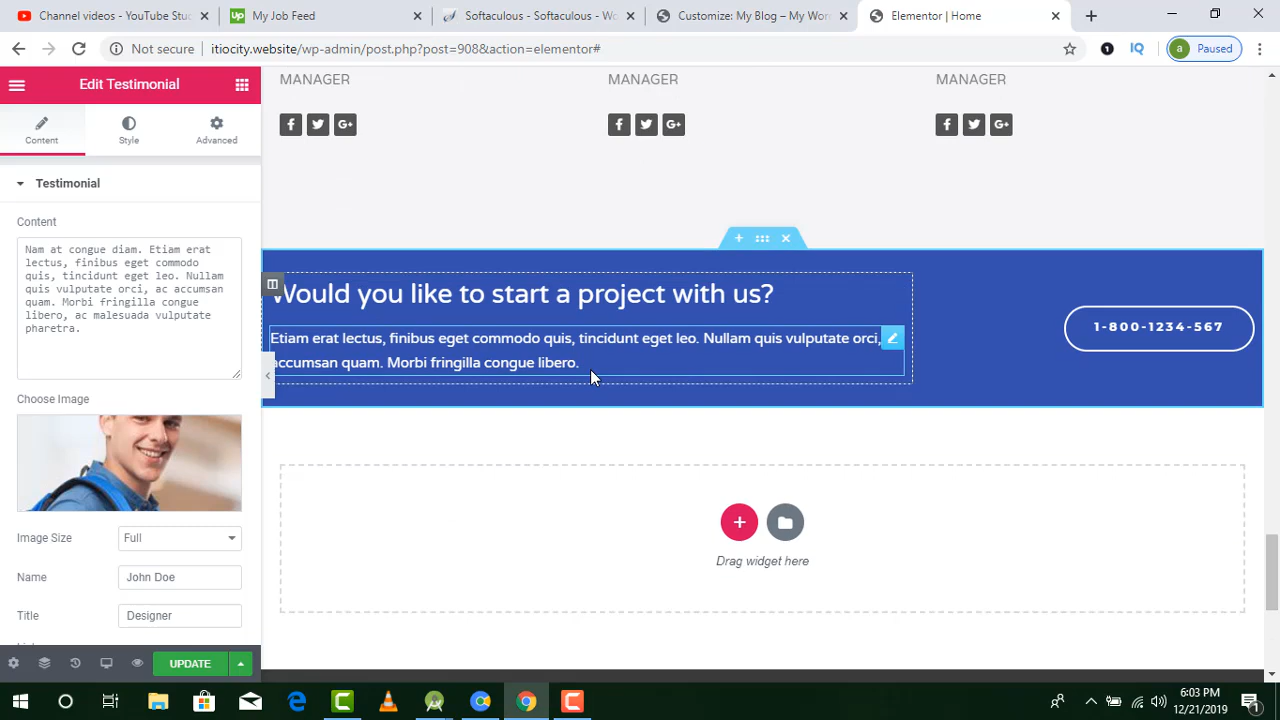 Channel videos - YouTube Stu
My Job Feed
Softaculous - Softaculous - Wo
Customize: My Blog – My Wor
Elementor | Home
Not secure
itiocity.website/wp-admin/post.php?post=908&action=elementor#
1
IQ
a
Paused
Edit Testimonial
Content
Style
Advanced
Testimonial
Content
Nam at congue diam. Etiam erat
lectus, finibus eget commodo
quis, tincidunt eget leo. Nullam
quis vulputate orci, ac accumsan
quam. Morbi fringilla congue
libero, ac malesuada vulputate
pharetra.
Choose Image
Image Size
Full
Name
John Doe
Title
Designer
UPDATE
MANAGER
MANAGER
MANAGER
Would you like to start a project with us?
Etiam erat lectus, finibus eget commodo quis, tincidunt eget leo. Nullam quis vulputate orci,
accumsan quam. Morbi fringilla congue libero.
1-800-1234-567
Drag widget here
6:03 PM
12/21/2019